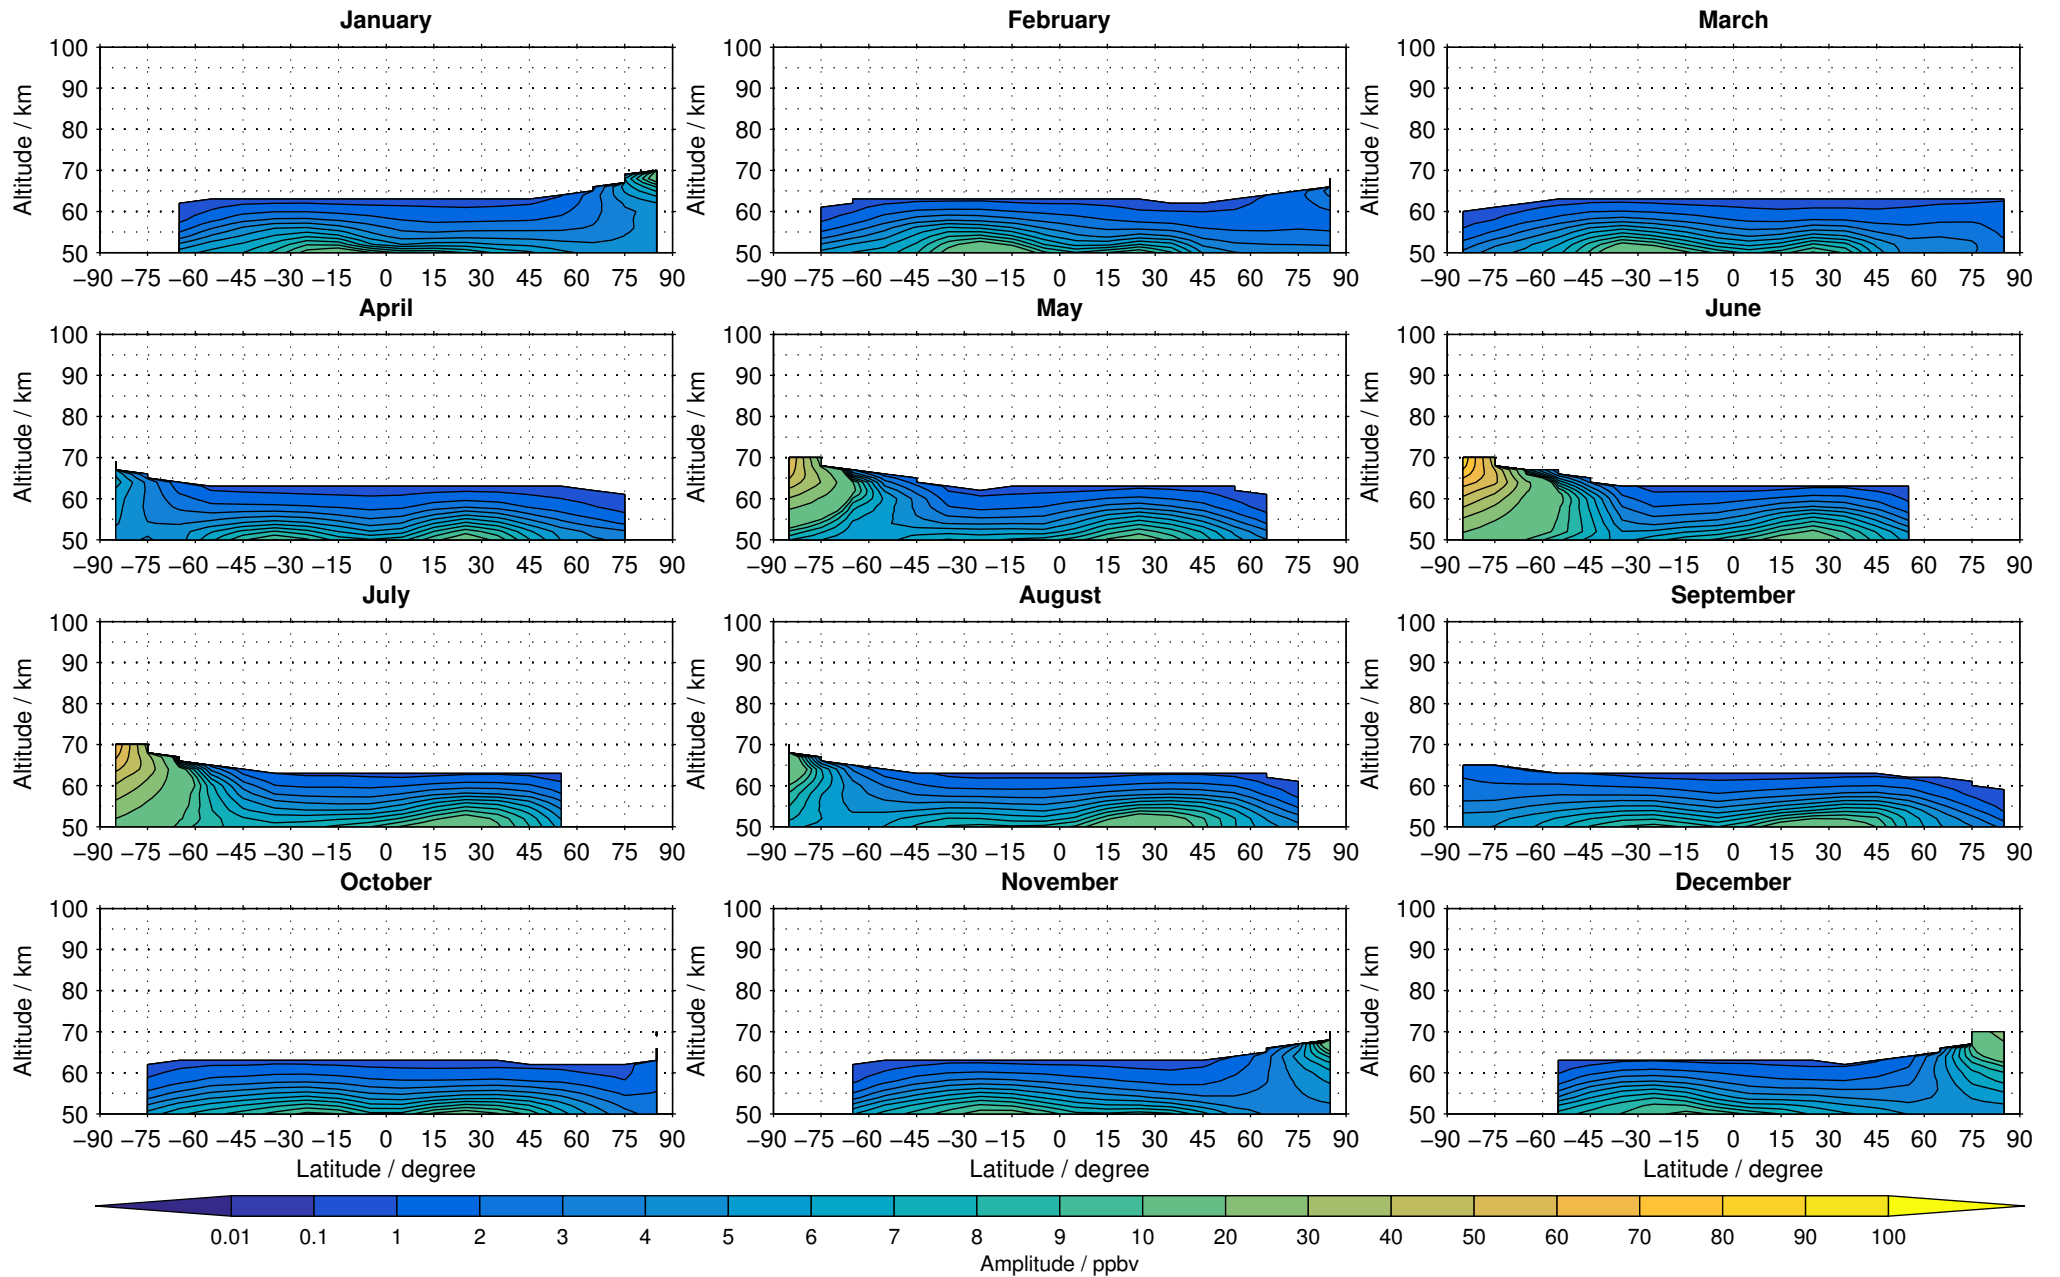 January February March
100 100 100
90 90 90
80 80 80
70 70 70
60 60 60
50 50 50
Altitude / km Altitude / km Altitude / km
−90 −75 −60 −45 −30 −15 0 15 30 45 60 75 90 −90 −75 −60 −45 −30 −15 0 15 30 45 60 75 90 −90 −75 −60 −45 −30 −15 0 15 30 45 60 75 90
April May June
100 100 100
90 90 90
80 80 80
70 70 70
60 60 60
50 50 50
Altitude / km Altitude / km Altitude / km
−90 −75 −60 −45 −30 −15 0 15 30 45 60 75 90 −90 −75 −60 −45 −30 −15 0 15 30 45 60 75 90 −90 −75 −60 −45 −30 −15 0 15 30 45 60 75 90
July August September
100 100 100
90 90 90
80 80 80
70 70 70
60 60 60
50 50 50
Altitude / km Altitude / km Altitude / km
−90 −75 −60 −45 −30 −15 0 15 30 45 60 75 90 −90 −75 −60 −45 −30 −15 0 15 30 45 60 75 90 −90 −75 −60 −45 −30 −15 0 15 30 45 60 75 90
October November December
100 100 100
90 90 90
80 80 80
70 70 70
60 60 60
50 50 50
Altitude / km Altitude / km Altitude / km
−90 −75 −60 −45 −30 −15 0 15 30 45 60 75 90 −90 −75 −60 −45 −30 −15 0 15 30 45 60 75 90 −90 −75 −60 −45 −30 −15 0 15 30 45 60 75 90
Latitude / degree Latitude / degree Latitude / degree
0.01 0.1 1 2 3 4 5 6 7 8 9 10 20 30 40 50 60 70 80 90 100
Amplitude / ppbv